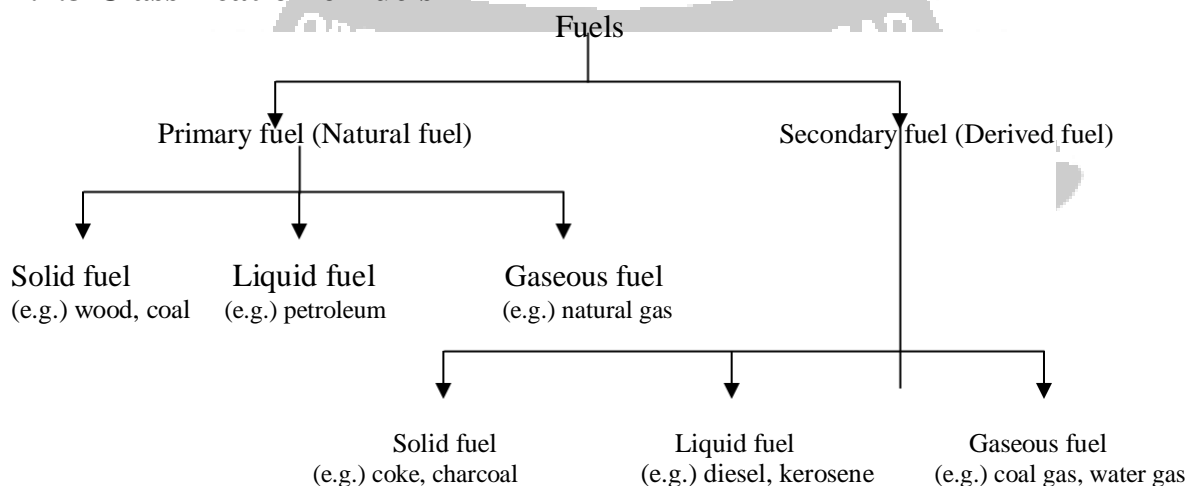 Fuels
Primary fuel (Natural fuel)
Secondary fuel (Derived fuel)
Solid fuel
(e.g.) wood, coal
Liquid fuel
(e.g.) petroleum
Gaseous fuel
(e.g.) natural gas
Solid fuel
(e.g.) coke, charcoal
Liquid fuel
(e.g.) diesel, kerosene
Gaseous fuel
(e.g.) coal gas, water gas